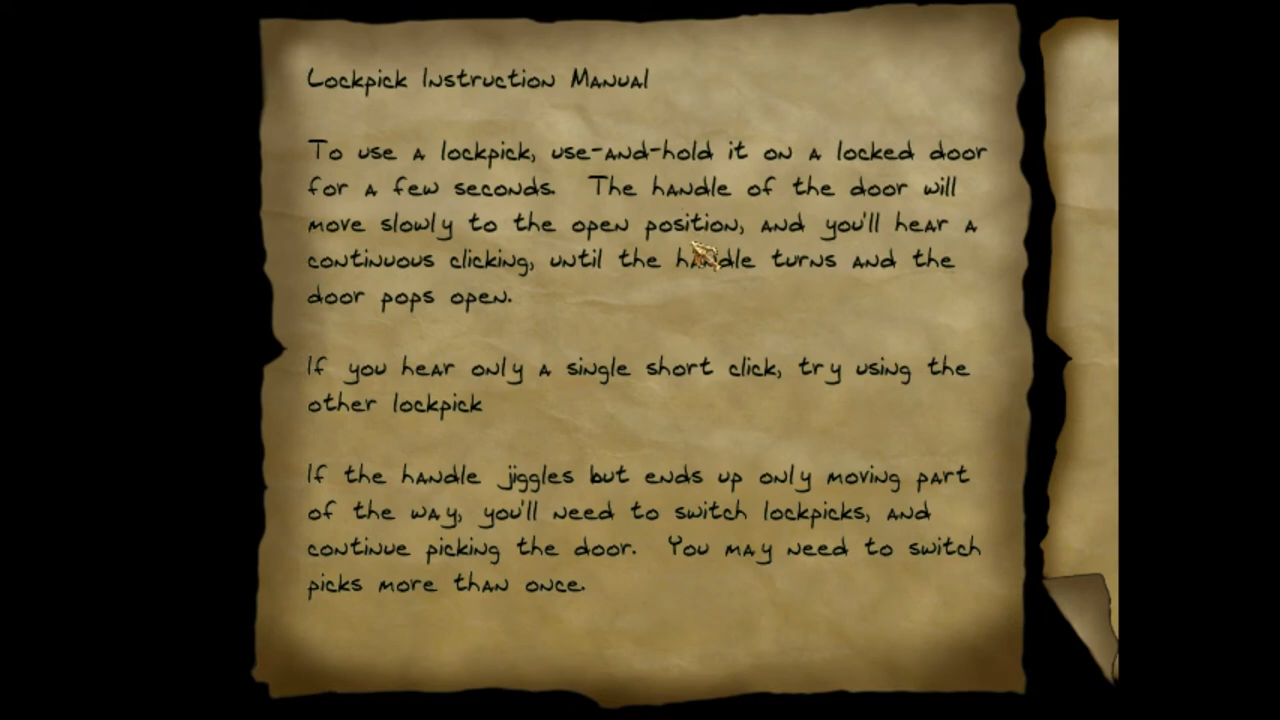 Lockpick Instruction Manual
To use a lockpick, use-and-hold it on a locked door
for a few seconds. The handle of the door will
move slowly to the open position, and you'll hear a
continuous clicking, until the handle turns and the
door pops open.
If you hear only a single short click, try using the
other lockpick
If the handle jiggles but ends up only moving part
of the way, you'll need to switch lockpicks, and
continue picking the door. You may need to switch
picks more than once.